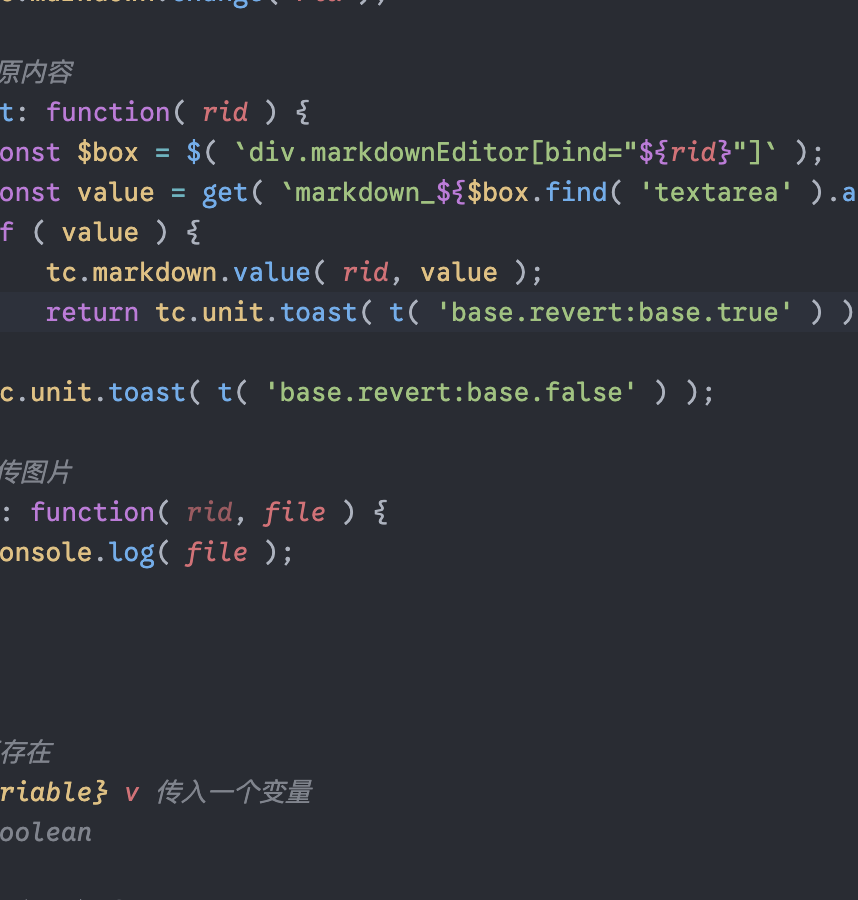 原内容
t: function( rid ) {
onst $box = $( `div.markdownEditor[bind="${rid}"]` );
onst value = get( `markdown_${$box.find( 'textarea' ).a
f ( value ) {
tc.markdown.value( rid, value );
return tc.unit.toast( t( 'base.revert:base.true' ) )
c.unit.toast( t( 'base.revert:base.false' ) );
传图片
: function( rid, file ) {
onsole.log( file );
存在
riable} v 传入一个变量
oolean